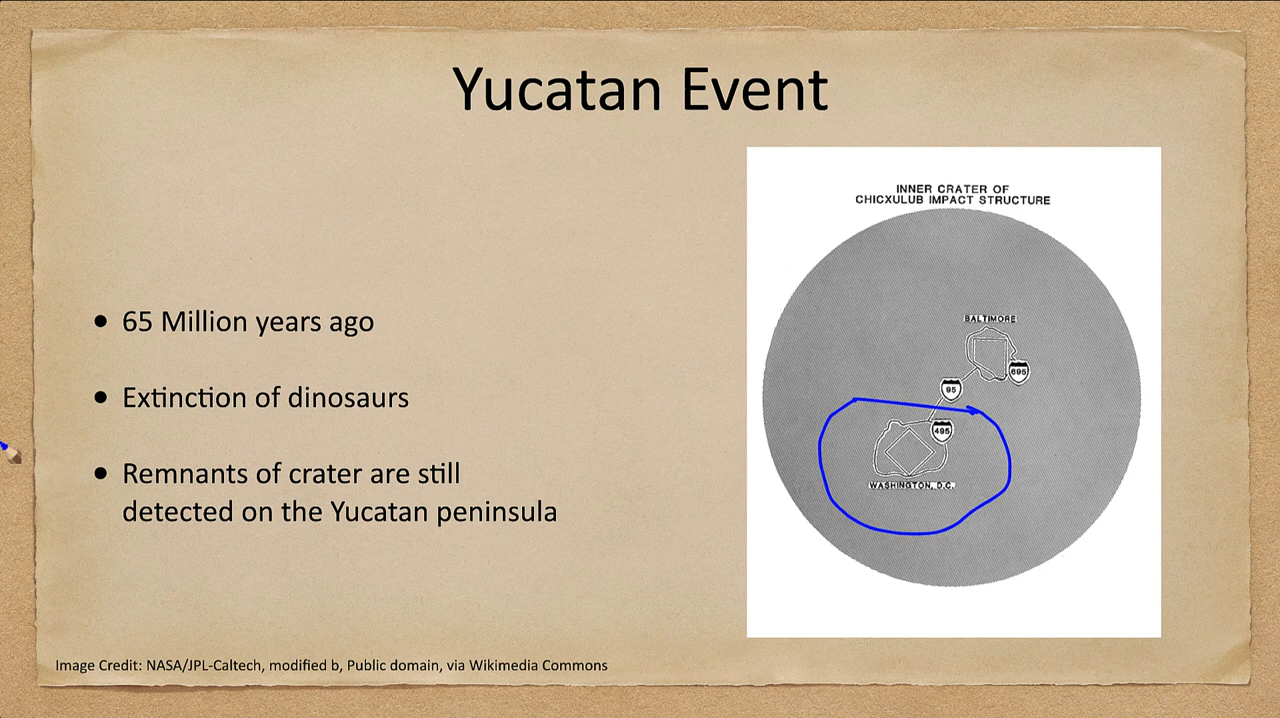 Yucatan Event
INNER CRATER OF
CHICXULUB IMPACT STRUCTURE
BALTIMORE
695
95
495
WASHINGTON, D.C.
• 65 Million years ago
• Extinction of dinosaurs
• Remnants of crater are still
detected on the Yucatan peninsula
Image Credit: NASA/JPL-Caltech, modified b, Public domain, via Wikimedia Commons